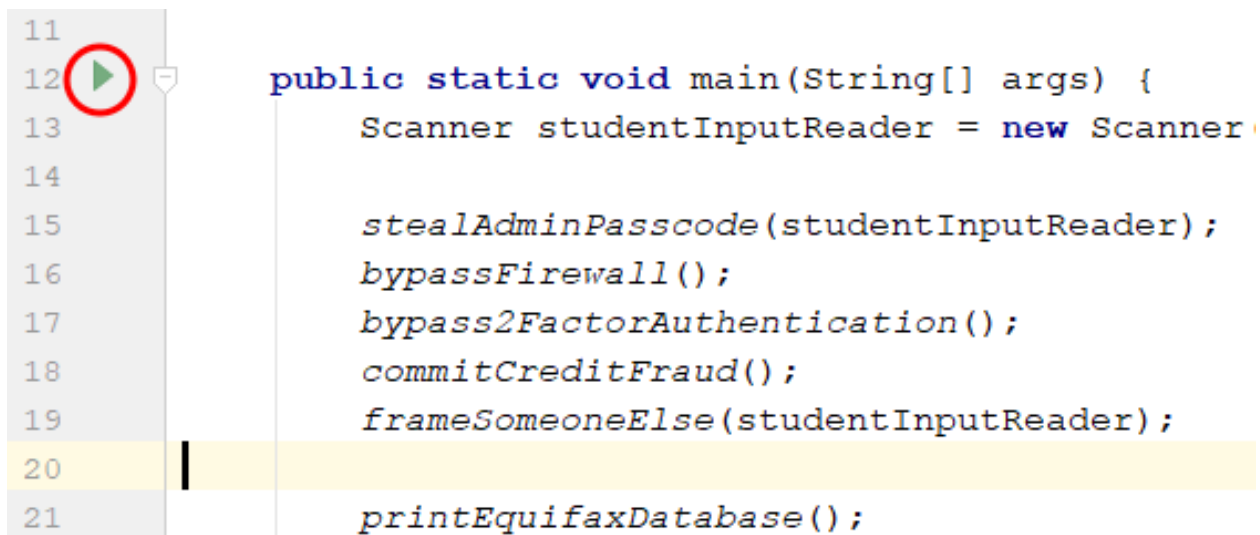 11
12 public static void main(String[] args) {
13 Scanner studentInputReader = new Scanner
14
15 stealAdminPasscode(studentInputReader);
16 bypassFirewall();
17 bypass2FactorAuthentication();
18 commitCreditFraud();
19 frameSomeoneElse(studentInputReader);
20
21 printEquifaxDatabase();